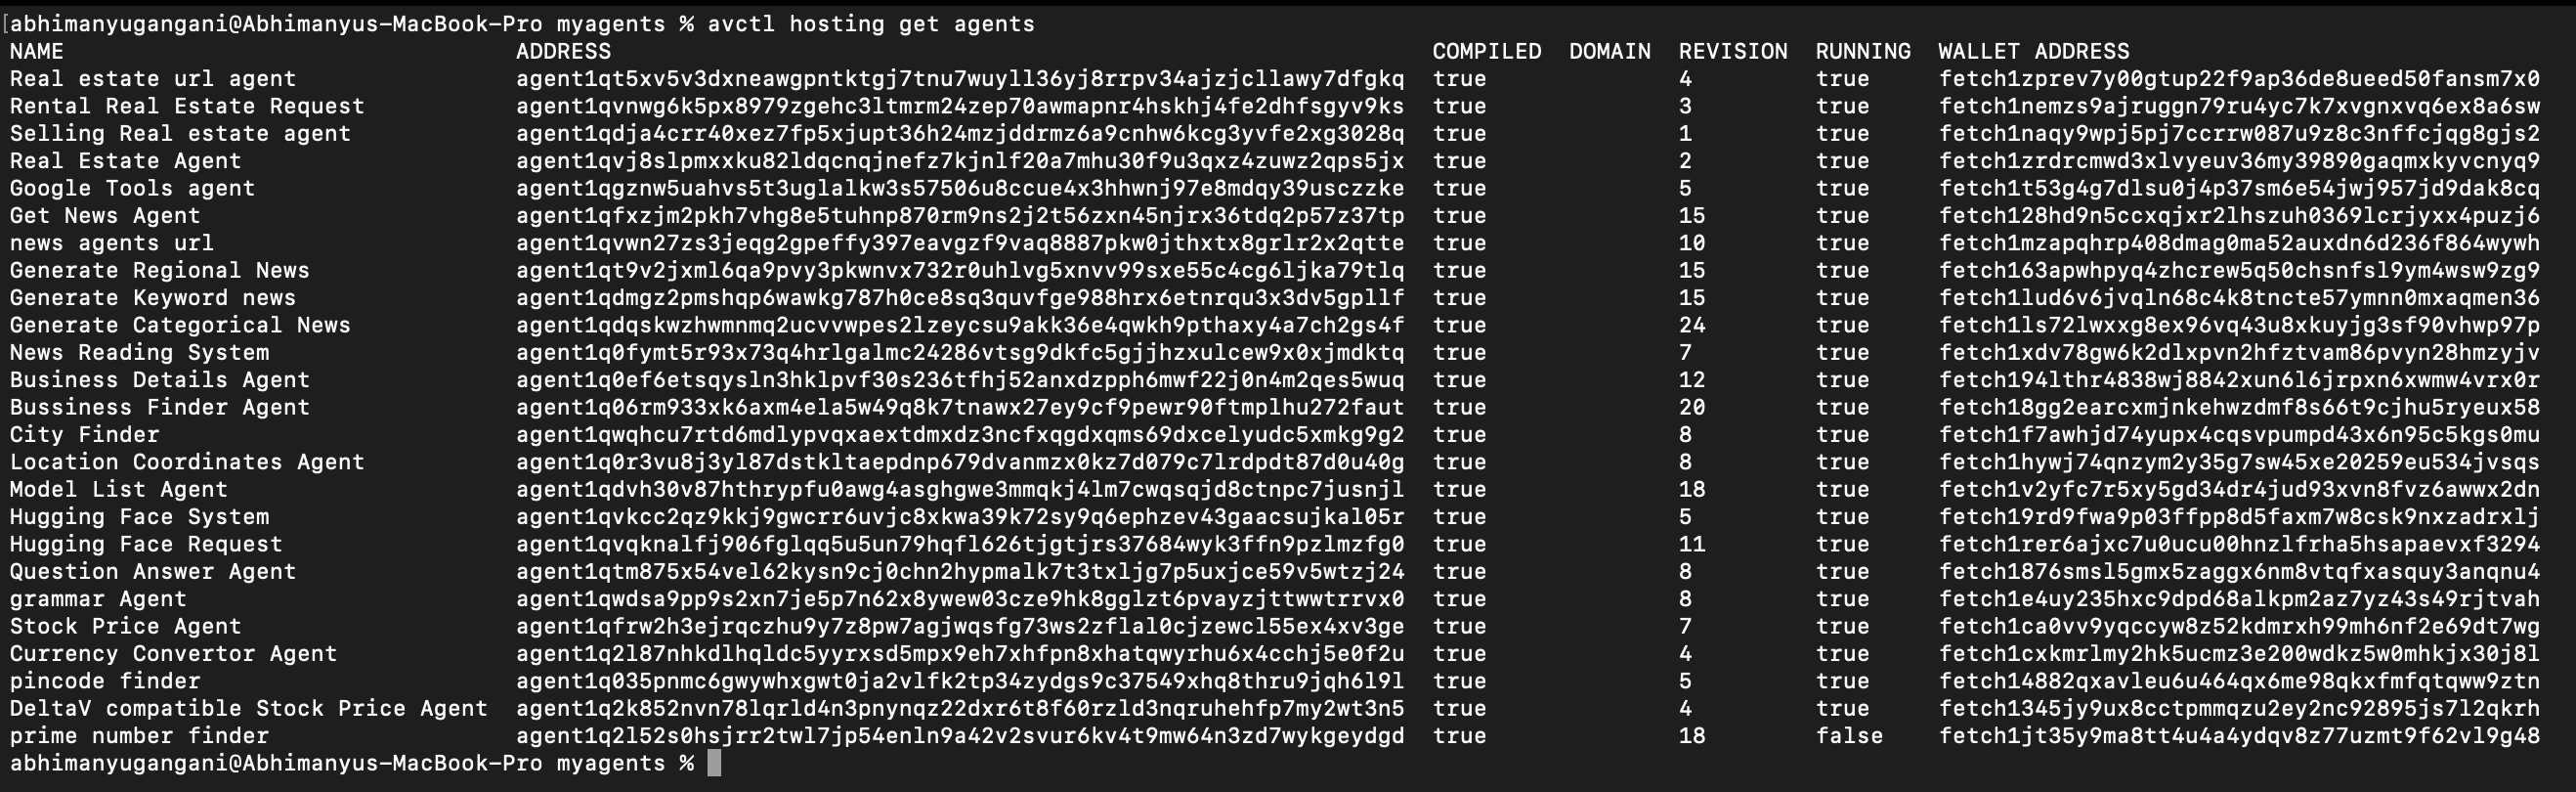 [abhimanyugangani@Abhimanyus-MacBook-Pro myagents % avctl hosting get agents
NAME ADDRESS COMPILED DOMAIN REVISION RUNNING WALLET ADDRESS
Real estate url agent agent1qt5xv5v3dxneawgpntktgj7tnu7wuyll36yj8rrpv34ajzjcllawy7dfgkq true 4 true fetch1zprev7y00gtup22f9ap36de8ueed50fansm7x0
Rental Real Estate Request agent1qvnwg6k5px8979zgehc3ltmrm24zep70awmapnr4hskhj4fe2dhfsgyv9ks true 3 true fetch1nemzs9ajruggn79ru4yc7k7xvgnxvq6ex8a6sw
Selling Real estate agent agent1qdja4crr40xez7fp5xjupt36h24mzjddrmz6a9cnhw6kcg3yvfe2xg3028q true 1 true fetch1naqy9wpj5pj7ccrrw087u9z8c3nffcjqg8gjs2
Real Estate Agent agent1qvj8slpmxxku82ldqcnqjnefz7kjnlf20a7mhu30f9u3qxz4zuwz2qps5jx true 2 true fetch1zrdrcmwd3xlvyeuv36my39890gaqmxkyvcnyq9
Google Tools agent agent1qgznw5uahvs5t3uglalkw3s57506u8ccue4x3hhwnj97e8mdqy39usczzke true 5 true fetch1t53g4g7dlsu0j4p37sm6e54jwj957jd9dak8cq
Get News Agent agent1qfxzjm2pkh7vhg8e5tuhnp870rm9ns2j2t56zxn45njrx36tdq2p57z37tp true 15 true fetch128hd9n5ccxqjxr2lhszuh0369lcrjyxx4puzj6
news agents url agent1qvwn27zs3jeqg2gpeffy397eavgzf9vaq8887pkw0jthxtx8grlr2x2qtte true 10 true fetch1mzapqhrp408dmag0ma52auxdn6d236f864wywh
Generate Regional News agent1qt9v2jxml6qa9pvy3pkwnvx732r0uhlvg5xnvv99sxe55c4cg6ljka79tlq true 15 true fetch163apwhpyq4zhcrew5q50chsnfsl9ym4wsw9zg9
Generate Keyword news agent1qdmgz2pmshqp6wawkg787h0ce8sq3quvfge988hrx6etnrqu3x3dv5gpllf true 15 true fetch1lud6v6jvqln68c4k8tncte57ymnn0mxaqmen36
Generate Categorical News agent1qdqskwzhwmnmq2ucvvwpes2lzeycsu9akk36e4qwkh9pthaxy4a7ch2gs4f true 24 true fetch1ls72lwxxg8ex96vq43u8xkuyjg3sf90vhwp97p
News Reading System agent1q0fymt5r93x73q4hrlgalmc24286vtsg9dkfc5gjjhzxulcew9x0xjmdktq true 7 true fetch1xdv78gw6k2dlxpvn2hfztvam86pvyn28hmzyjv
Business Details Agent agent1q0ef6etsqysln3hklpvf30s236tfhj52anxdzpph6mwf22j0n4m2qes5wuq true 12 true fetch194lthr4838wj8842xun6l6jrpxn6xwmw4vrx0r
Bussiness Finder Agent agent1q06rm933xk6axm4ela5w49q8k7tnawx27ey9cf9pewr90ftmplhu272faut true 20 true fetch18gg2earcxmjnkehwzdmf8s66t9cjhu5ryeux58
City Finder agent1qwqhcu7rtd6mdlypvqxaextdmxdz3ncfxqgdxqms69dxcelyudc5xmkg9g2 true 8 true fetch1f7awhjd74yupx4cqsvpumpd43x6n95c5kgs0mu
Location Coordinates Agent agent1q0r3vu8j3yl87dstkltaepdnp679dvanmzx0kz7d079c7lrdpdt87d0u40g true 8 true fetch1hywj74qnzym2y35g7sw45xe20259eu534jvsqs
Model List Agent agent1qdvh30v87hthrypfu0awg4asghgwe3mmqkj4lm7cwqsqjd8ctnpc7jusnjl true 18 true fetch1v2yfc7r5xy5gd34dr4jud93xvn8fvz6awwx2dn
Hugging Face System agent1qvkcc2qz9kkj9gwcrr6uvjc8xkwa39k72sy9q6ephzev43gaacsujkal05r true 5 true fetch19rd9fwa9p03ffpp8d5faxm7w8csk9nxzadrxlj
Hugging Face Request agent1qvqknalfj906fglqq5u5un79hqfl626tjgtjrs37684wyk3ffn9pzlmzfg0 true 11 true fetch1rer6ajxc7u0ucu00hnzlfrha5hsapaevxf3294
Question Answer Agent agent1qtm875x54vel62kysn9cj0chn2hypmalk7t3txljg7p5uxjce59v5wtzj24 true 8 true fetch1876smsl5gmx5zaggx6nm8vtqfxasquy3anqnu4
grammar Agent agent1qwdsa9pp9s2xn7je5p7n62x8ywew03cze9hk8gglzt6pvayzjttwwtrrvx0 true 8 true fetch1e4uy235hxc9dpd68alkpm2az7yz43s49rjtvah
Stock Price Agent agent1qfrw2h3ejrqczhu9y7z8pw7agjwqsfg73ws2zflal0cjzewcl55ex4xv3ge true 7 true fetch1ca0vv9yqccyw8z52kdmrxh99mh6nf2e69dt7wg
Currency Convertor Agent agent1q2l87nhkdlhqldc5yyrxsd5mpx9eh7xhfpn8xhatqwyrhu6x4cchj5e0f2u true 4 true fetch1cxkmrlmy2hk5ucmz3e200wdkz5w0mhkjx30j8l
pincode finder agent1q035pnmc6gwywhxgwt0ja2vlfk2tp34zydgs9c37549xhq8thru9jqh6l9l true 5 true fetch14882qxavleu6u464qx6me98qkxfmfqtqww9ztn
DeltaV compatible Stock Price Agent agent1q2k852nvn78lqrld4n3pnynqz22dxr6t8f60rzld3nqruhehfp7my2wt3n5 true 4 true fetch1345jy9ux8cctpmmqzu2ey2nc92895js7l2qkrh
prime number finder agent1q2l52s0hsjrr2twl7jp54enln9a42v2svur6kv4t9mw64n3zd7wykgeydgd true 18 false fetch1jt35y9ma8tt4u4a4ydqv8z77uzmt9f62vl9g48
abhimanyugangani@Abhimanyus-MacBook-Pro myagents %